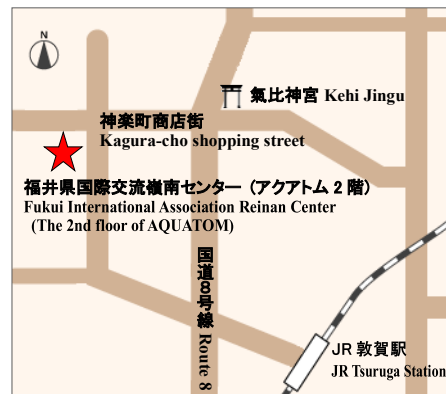 N
氣比神宮 Kehi Jingu
神楽町商店街
Kagura-cho shopping street
福井県国際交流嶺南センター (アクアトム 2 階)
Fukui International Association Reinan Center
(The 2nd floor of AQUATOM)
国道8号線 Route 8
JR 敦賀駅
JR Tsuruga Station